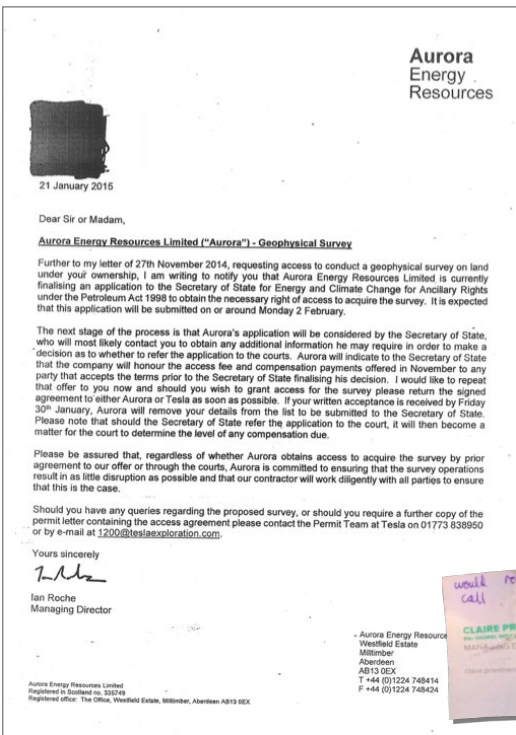 Aurora
Energy
Resources
21 January 2015
Dear Sir or Madam,
Aurora Energy Resources Limited ("Aurora") - Geophysical Survey
Further to my letter of 27th November 2014, requesting access to conduct a geophysical survey on land
under your ownership, I am writing to notify you that Aurora Energy Resources Limited is currently
finalising an application to the Secretary of State for Energy and Climate Change for Ancillary Rights
under the Petroleum Act 1998 to obtain the necessary right of access to acquire the survey. It is expected
that this application will be submitted on or around Monday 2 February.
The next stage of the process is that Aurora's application will be considered by the Secretary of State,
who will most likely contact you to obtain any additional information he may require in order to make a
decision as to whether to refer the application to the courts. Aurora will indicate to the Secretary of State
that the company will honour the access fee and compensation payments offered in November to any
party that accepts the terms prior to the Secretary of State finalising his decision. I would like to repeat
that offer to you now and should you wish to grant access for the survey please return the signed
agreement to either Aurora or Tesla as soon as possible. If your written acceptance is received by Friday
30th January, Aurora will remove your details from the list to be submitted to the Secretary of State.
Please note that should the Secretary of State refer the application to the court, it will then become a
matter for the court to determine the level of any compensation due.
Please be assured that, regardless of whether Aurora obtains access to acquire the survey by prior
agreement to our offer or through the courts, Aurora is committed to ensuring that the survey operations
result in as little disruption as possible and that our contractor will work diligently with all parties to ensure
that this is the case.
Should you have any queries regarding the proposed survey, or should you require a further copy of the
permit letter containing the access agreement please contact the Permit Team at Tesla on 01773 838950
or by e-mail at 1200@teslaexploration.com.
Yours sincerely
Ian Roche
Managing Director
would
call
CLAIRE PR
Aurora Energy Resource
Westfield Estate
Milltimber
Aberdeen
AB13 0EX
T +44 (0)1224 748414
F +44 (0)1224 748424
Aurora Energy Resources Limited
Registered in Scotland no. 335749
Registered office: The Office, Westfield Estate, Milltimber, Aberdeen AB13 0EX